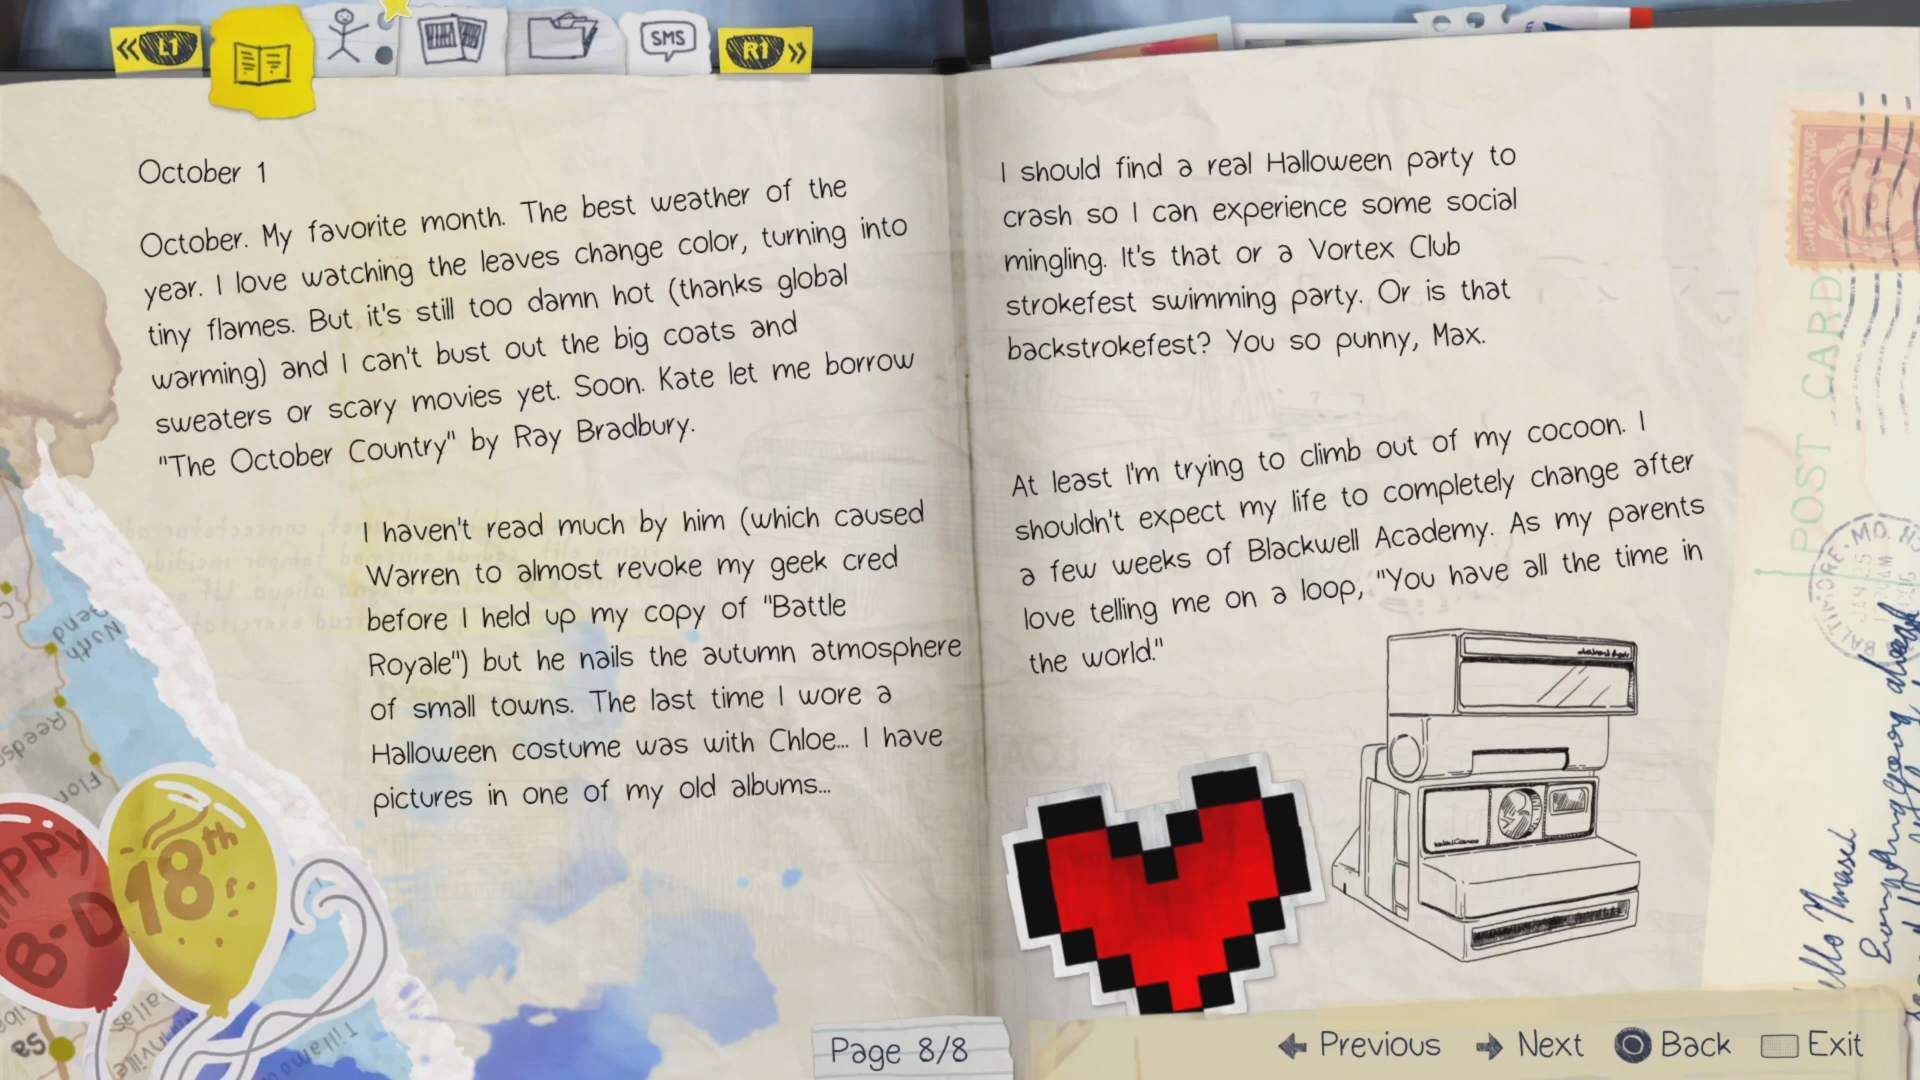 L1
SMS
R1
October 1
October. My favorite month. The best weather of the
year. I love watching the leaves change color, turning into
tiny flames. But it's still too damn hot (thanks global
warming) and I can't bust out the big coats and
sweaters or scary movies yet. Soon. Kate let me borrow
"The October Country" by Ray Bradbury.
I haven't read much by him (which caused
Warren to almost revoke my geek cred
before I held up my copy of "Battle
Royale") but he nails the autumn atmosphere
of small towns. The last time I wore a
Halloween costume was with Chloe... I have
pictures in one of my old albums...
I should find a real Halloween party to
crash so I can experience some social
mingling. It's that or a Vortex Club
strokefest swimming party. Or is that
backstrokefest? You so punny, Max.
At least I'm trying to climb out of my cocoon. I
shouldn't expect my life to completely change after
a few weeks of Blackwell Academy. As my parents
love telling me on a loop, "You have all the time in
the world."
North
Bend
B-D
18th
POST CARD
Page 8/8
Previous
Next
Back
Exit